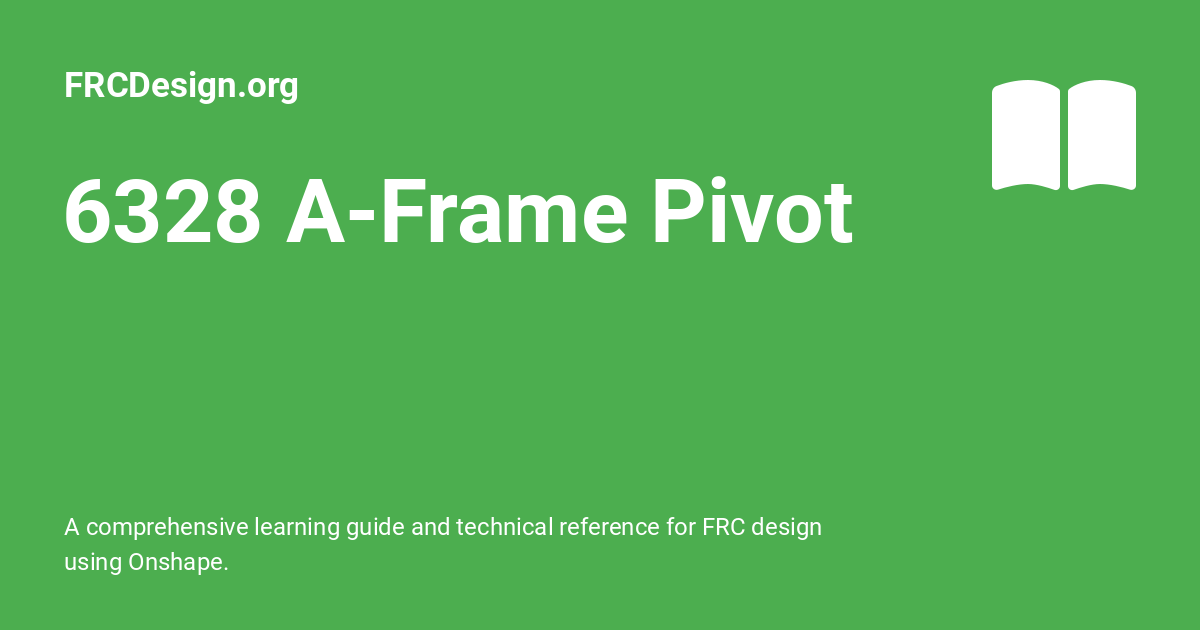 FRCDesign.org
6328 A-Frame Pivot
A comprehensive learning guide and technical reference for FRC design
using Onshape.